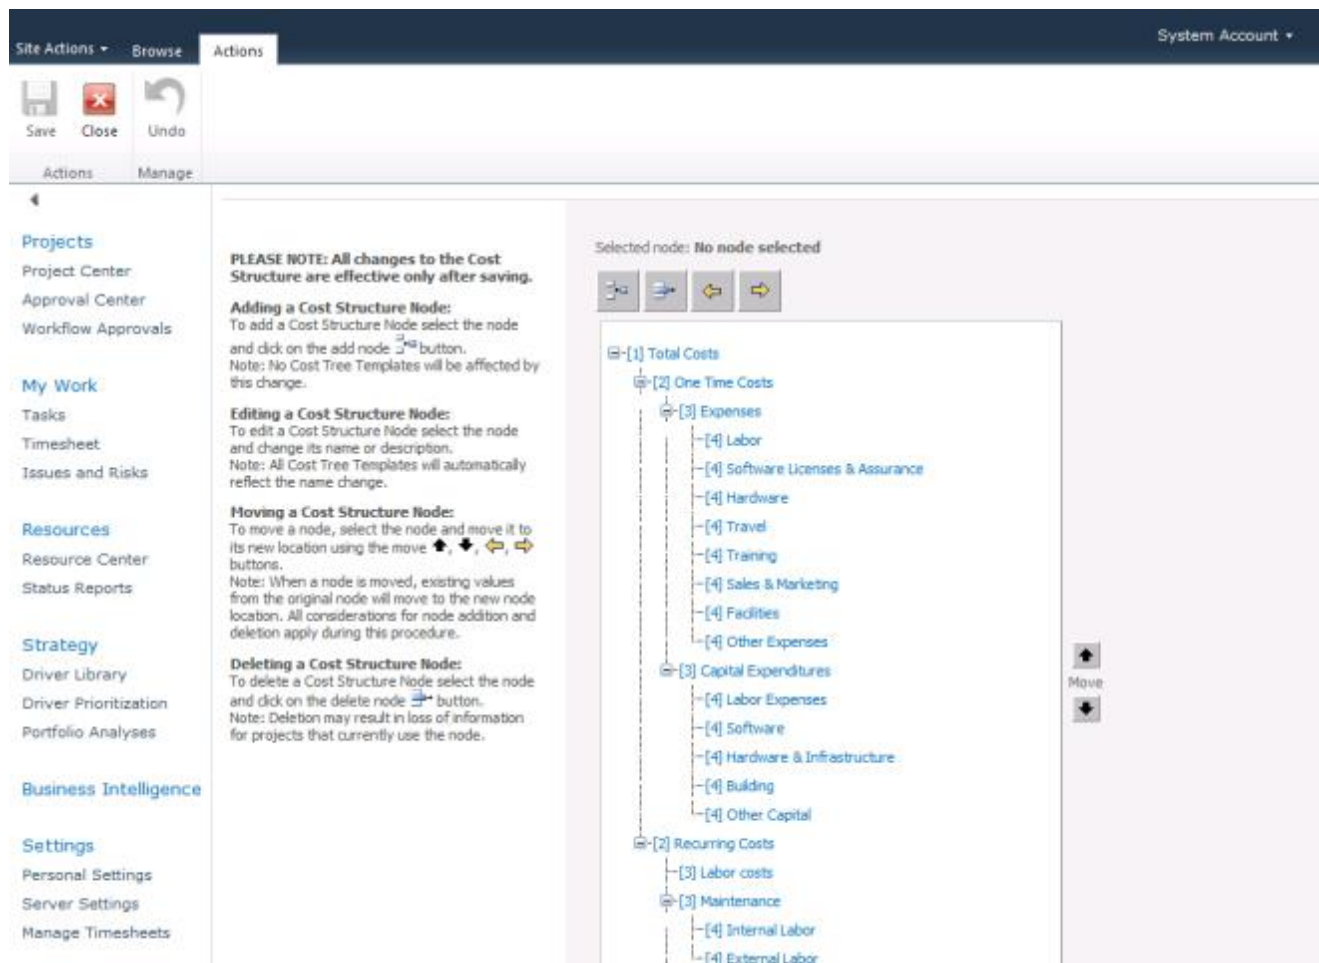 Site Actions
Browse
Actions
System Account
Save
Close
Undo
Actions
Manage
Projects
Project Center
Approval Center
Workflow Approvals
My Work
Tasks
Timesheet
Issues and Risks
Resources
Resource Center
Status Reports
Strategy
Driver Library
Driver Prioritization
Portfolio Analyses
Business Intelligence
Settings
Personal Settings
Server Settings
Manage Timesheets
PLEASE NOTE: All changes to the Cost
Structure are effective only after saving.
Adding a Cost Structure Node:
To add a Cost Structure Node select the node
and click on the add node button.
Note: No Cost Tree Templates will be affected by
this change.
Editing a Cost Structure Node:
To edit a Cost Structure Node select the node
and change its name or description.
Note: All Cost Tree Templates will automatically
reflect the name change.
Moving a Cost Structure Node:
To move a node, select the node and move it to
its new location using the move , , , 
buttons.
Note: When a node is moved, existing values
from the original node will move to the new node
location. All considerations for node addition and
deletion apply during this procedure.
Deleting a Cost Structure Node:
To delete a Cost Structure Node select the node
and click on the delete node button.
Note: Deletion may result in loss of information
for projects that currently use the node.
Selected node: No node selected
[1] Total Costs
[2] One Time Costs
[3] Expenses
[4] Labor
[4] Software Licenses & Assurance
[4] Hardware
[4] Travel
[4] Training
[4] Sales & Marketing
[4] Facilities
[4] Other Expenses
[3] Capital Expenditures
[4] Labor Expenses
[4] Software
[4] Hardware & Infrastructure
[4] Building
[4] Other Capital
[2] Recurring Costs
[3] Labor costs
[3] Maintenance
[4] Internal Labor
[4] External Labor
Move